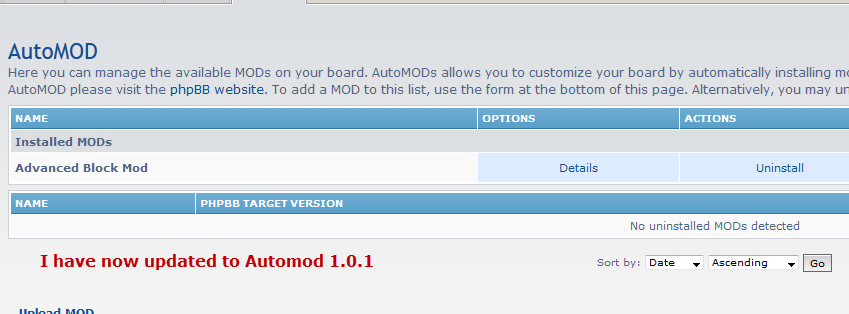 AutoMOD
Here you can manage the available MODs on your board. AutoMODs allows you to customize your board by automatically installing
AutoMOD please visit the phpBB website. To add a MOD to this list, use the form at the bottom of this page. Alternatively, you may
NAME OPTIONS ACTIONS
Installed MODs
Advanced Block Mod Details Uninstall
NAME PHPBB TARGET VERSION
No uninstalled MODs detected
I have now updated to Automod 1.0.1 Sort by: Date Ascending Go
Upload MOD